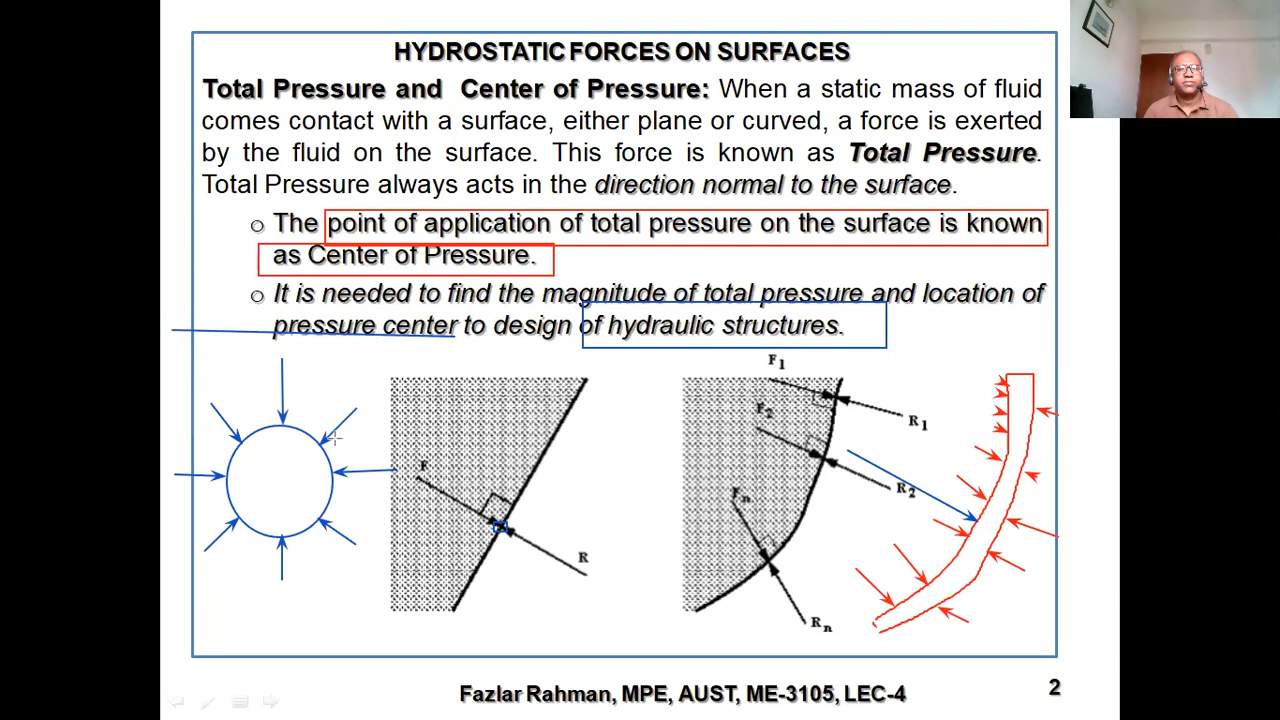 HYDROSTATIC FORCES ON SURFACES
Total Pressure and Center of Pressure: When a static mass of fluid
comes contact with a surface, either plane or curved, a force is exerted
by the fluid on the surface. This force is known as Total Pressure.
Total Pressure always acts in the direction normal to the surface.
o The point of application of total pressure on the surface is known
as Center of Pressure.
o It is needed to find the magnitude of total pressure and location of
pressure center to design of hydraulic structures.
F
R
F1
F2
Fn
R1
R2
Rn
Fazlar Rahman, MPE, AUST, ME-3105, LEC-4
2